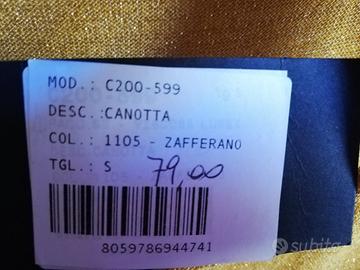 MOD.: C200-599
DESC.:CANOTTA
COL.: 1105 - ZAFFERANO
TGL.: S
79,00
8059786944741
subito